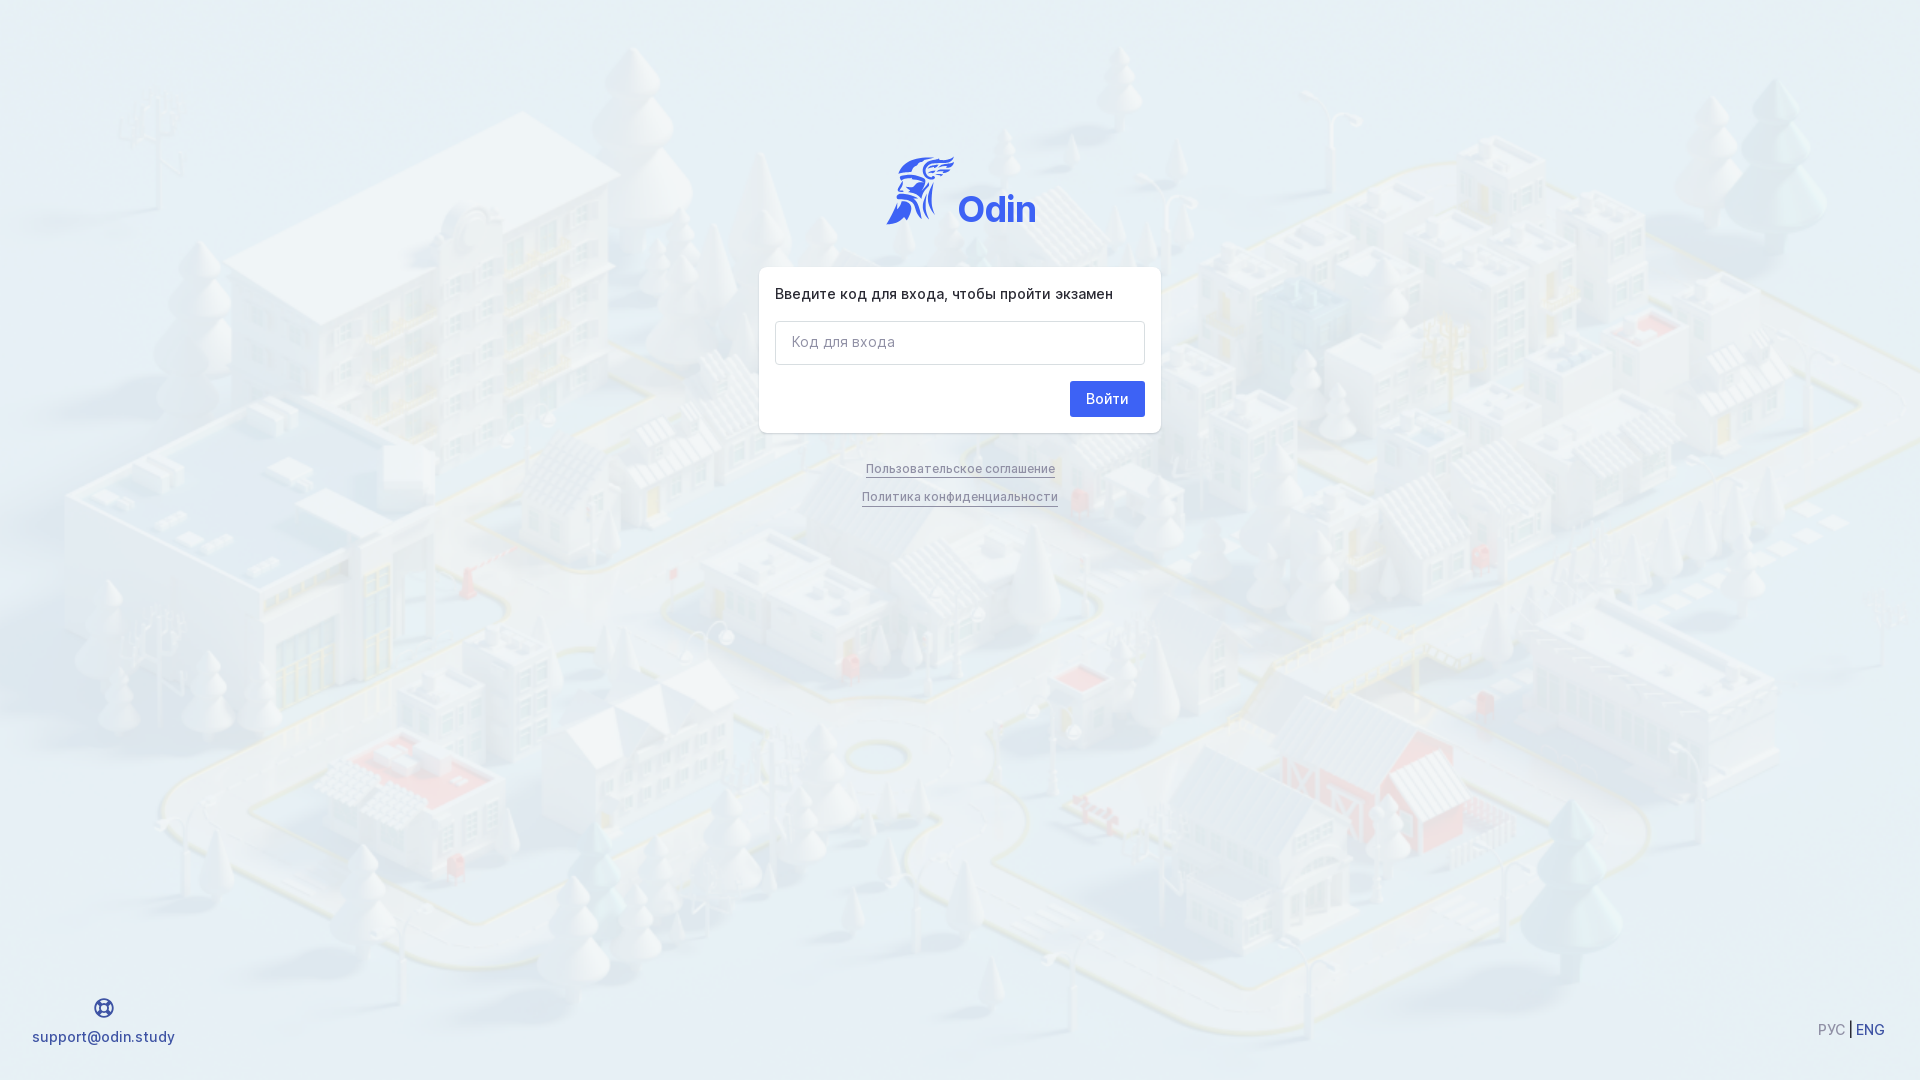 Odin
Введите код для входа, чтобы пройти экзамен
Код для входа
Войти
Пользовательское соглашение
Политика конфиденциальности
support@odin.study
РУС | ENG